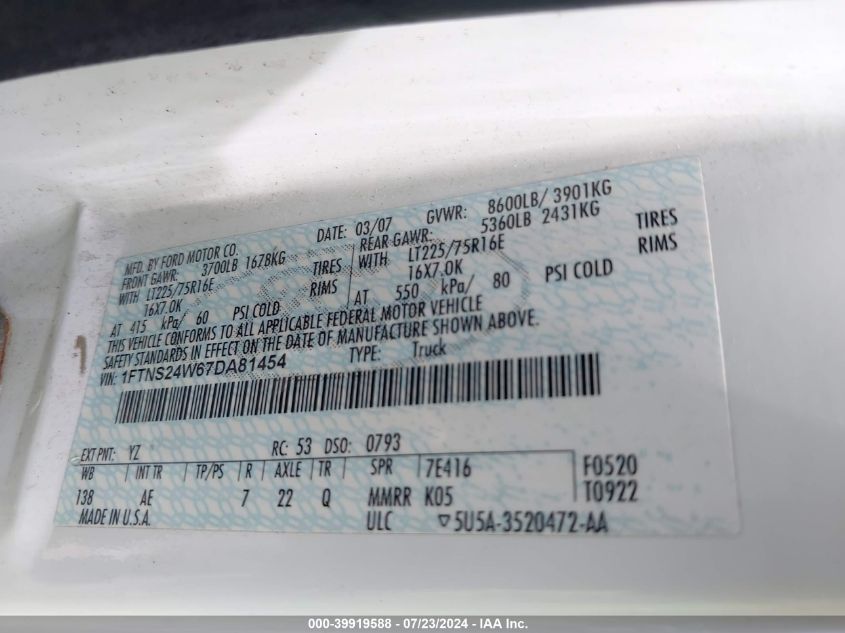 MFD. BY FORD MOTOR CO. DATE: 03/07 GVWR: 8600LB/ 3901KG
FRONT GAWR: 3700LB 1678KG REAR GAWR: 5360LB 2431KG
WITH LT225/75R16E TIRES WITH LT225/75R16E TIRES
16X7.0K RIMS 16X7.0K RIMS
AT 415 kPa/ 60 PSI COLD AT 550 kPa/ 80 PSI COLD
THIS VEHICLE CONFORMS TO ALL APPLICABLE FEDERAL MOTOR VEHICLE
SAFETY STANDARDS IN EFFECT ON THE DATE OF MANUFACTURE SHOWN ABOVE.
VIN: 1FTNS24W67DA81454 TYPE: Truck
EXT PNT: YZ RC: 53 DSO: 0793
WB INT TR TP/PS R AXLE TR SPR 7E416 F0520
138 AE 7 22 Q MMRR K05 T0922
MADE IN U.S.A. ULC 5U5A-3520472-AA
000-39919588 - 07/23/2024 - IAA Inc.